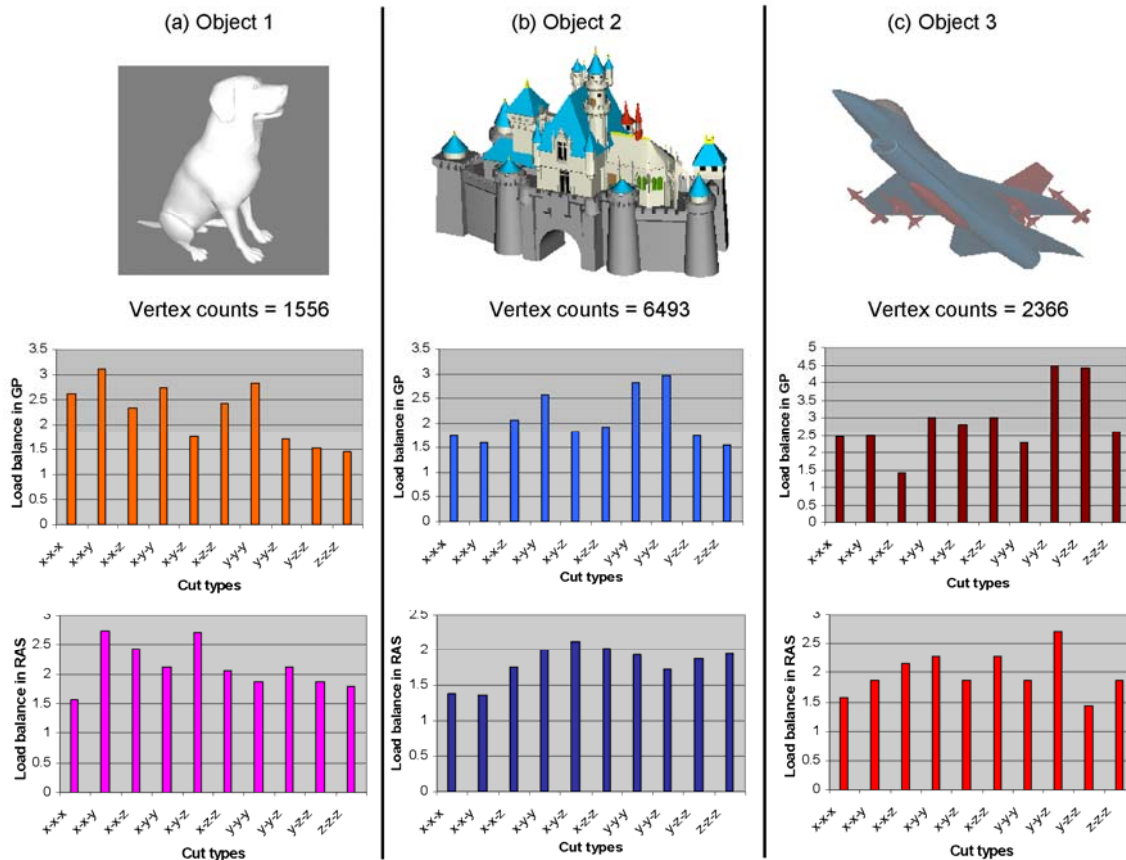 (a) Object 1
Vertex counts = 1556
Load balance in GP
3.5
3
2.5
2
1.5
1
0.5
0
x-x-x
x-x-y
x-x-z
x-y-y
x-y-z
x-z-z
y-y-y
y-y-z
y-z-z
z-z-z
Cut types
Load balance in RAS
3
2.5
2
1.5
1
0.5
0
x-x-x
x-x-y
x-x-z
x-y-y
x-y-z
x-z-z
y-y-y
y-y-z
y-z-z
z-z-z
Cut types
(b) Object 2
Vertex counts = 6493
Load balance in GP
3.5
3
2.5
2
1.5
1
0.5
0
x-x-x
x-x-y
x-x-z
x-y-y
x-y-z
x-z-z
y-y-y
y-y-z
y-z-z
z-z-z
Cut types
Load balance in RAS
2.5
2
1.5
1
0.5
0
x-x-x
x-x-y
x-x-z
x-y-y
x-y-z
x-z-z
y-y-y
y-y-z
y-z-z
z-z-z
Cut types
(c) Object 3
Vertex counts = 2366
Load balance in GP
5
4.5
4
3.5
3
2.5
2
1.5
1
0.5
0
x-x-x
x-x-y
x-x-z
x-y-y
x-y-z
x-z-z
y-y-y
y-y-z
y-z-z
z-z-z
Cut types
Load balance in RAS
3
2.5
2
1.5
1
0.5
0
x-x-x
x-x-y
x-x-z
x-y-y
x-y-z
x-z-z
y-y-y
y-y-z
y-z-z
z-z-z
Cut types